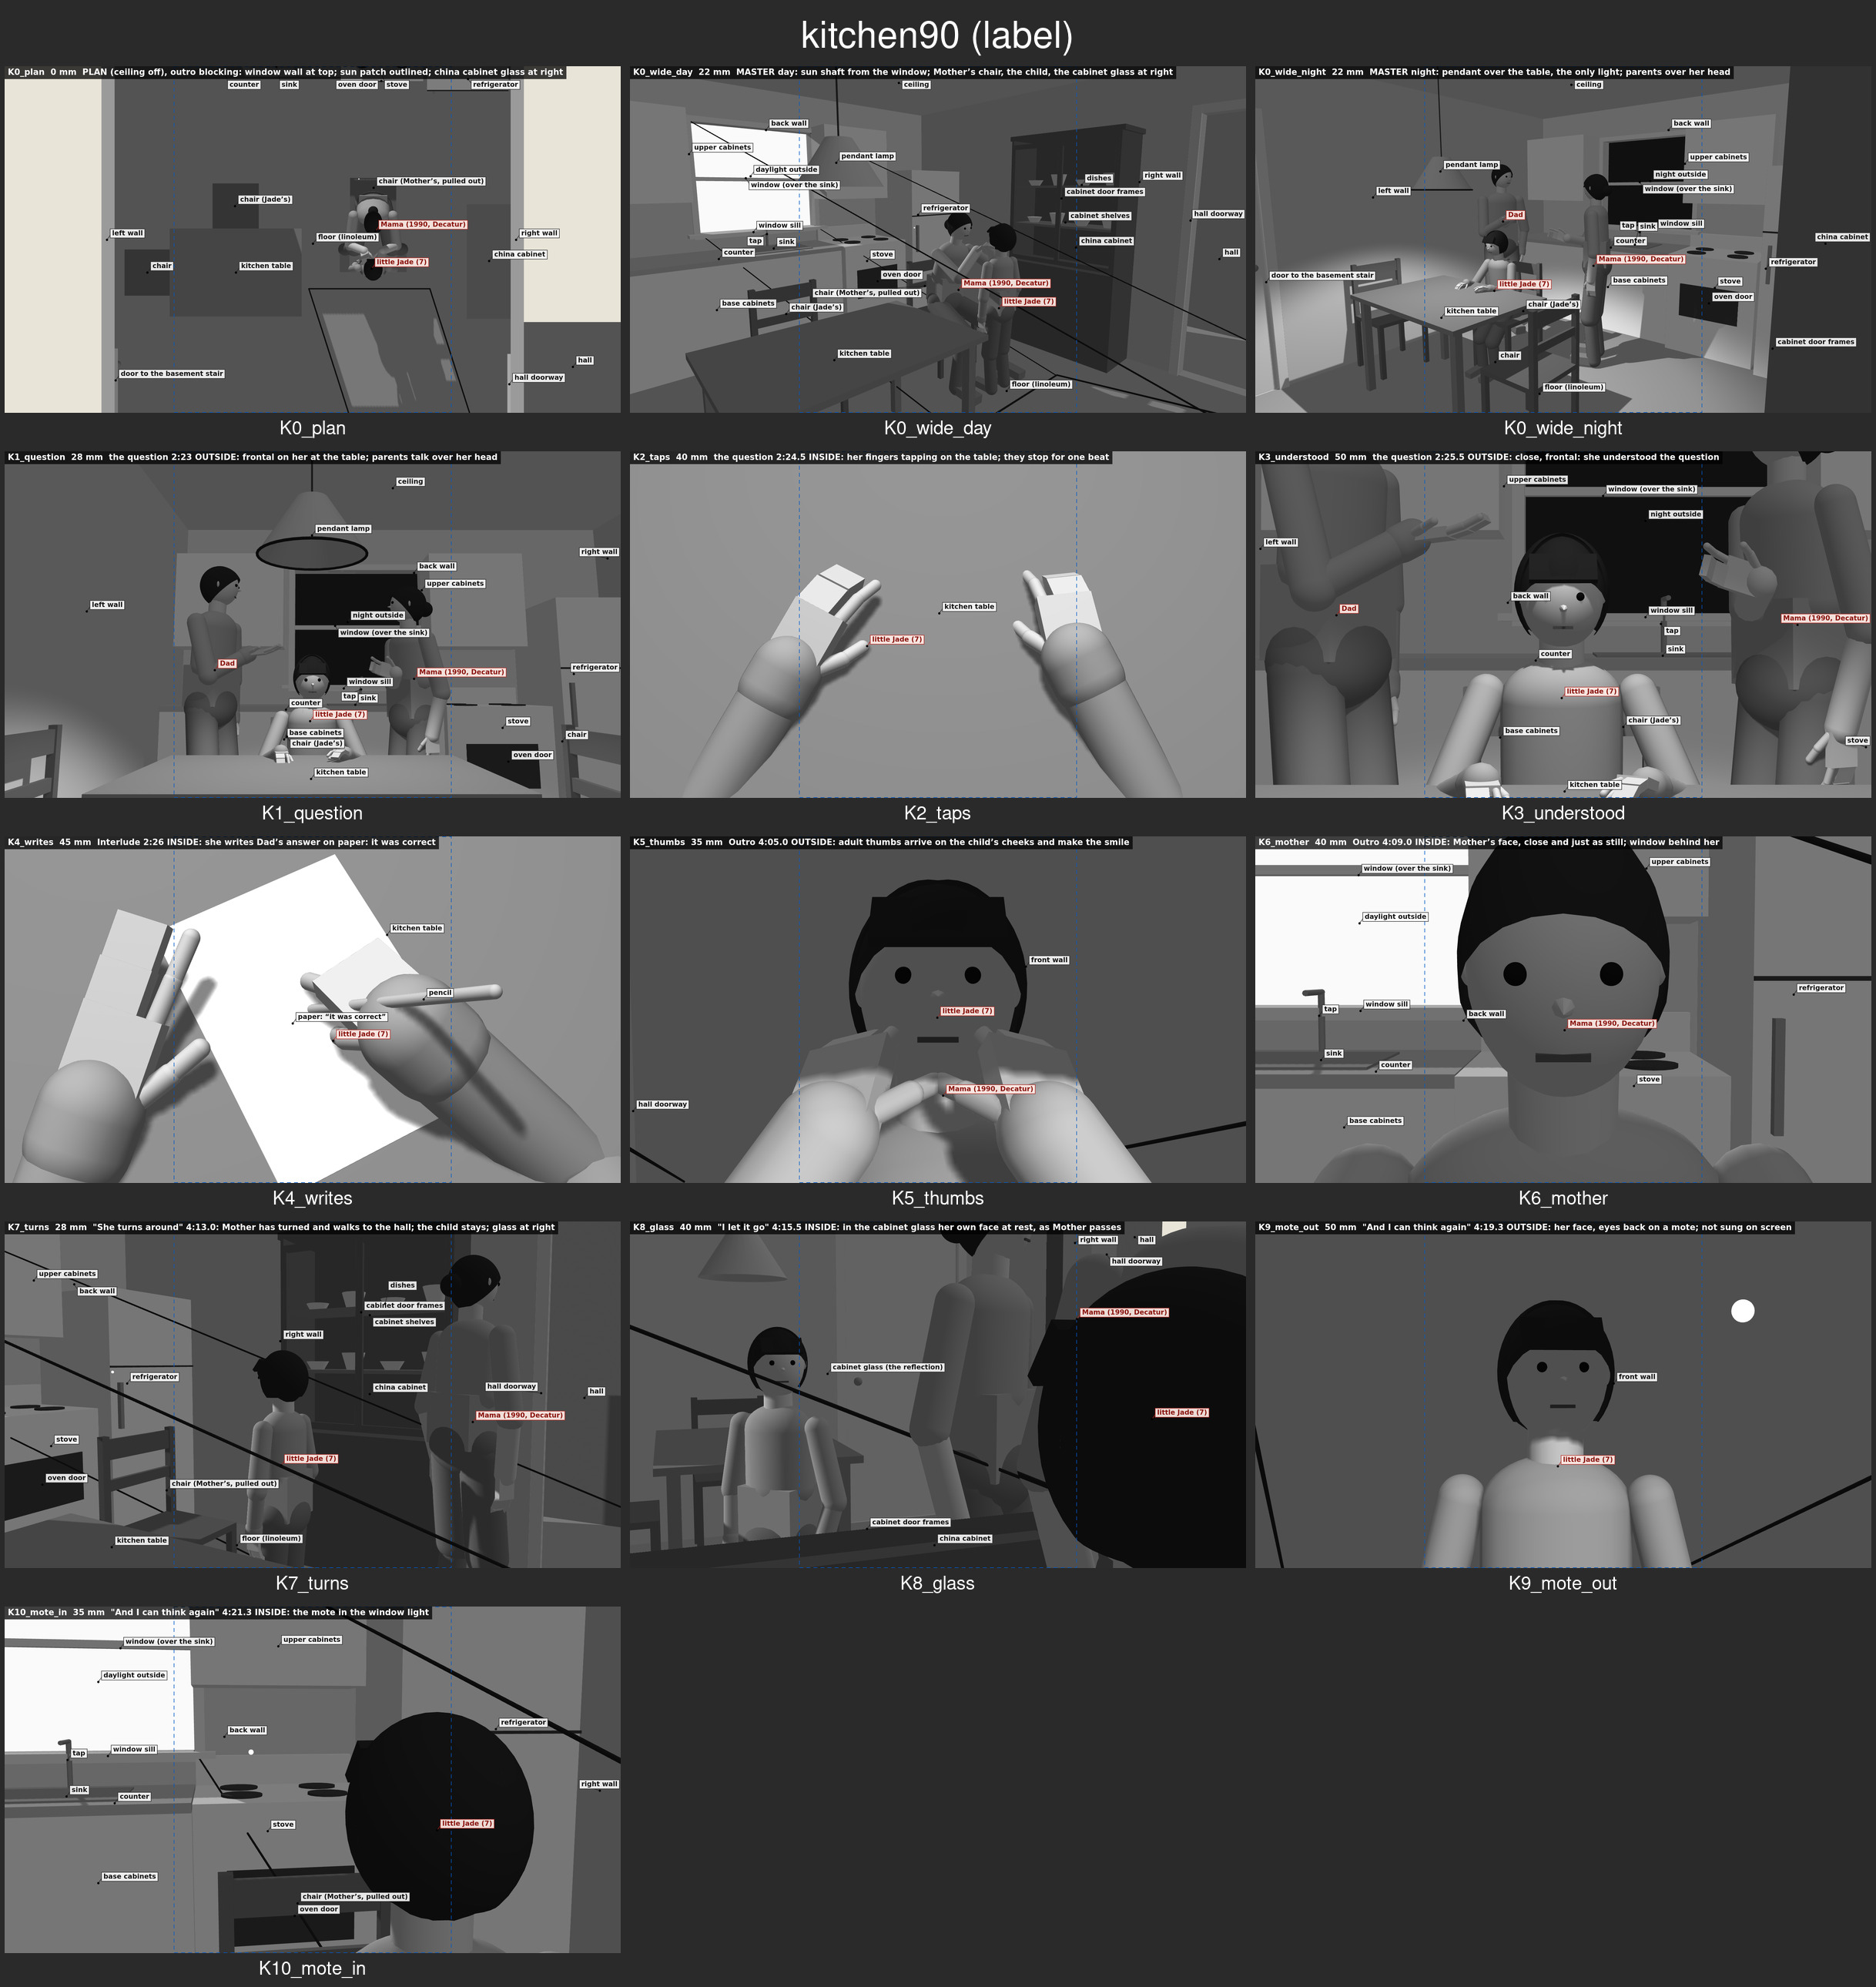 kitchen90 (label)
K0_plan 0 mm PLAN (ceiling off), outro blocking: window wall at top; sun patch outlined; china cabinet glass at right
counter
sink
oven door
stove
refrigerator
chair (Mother's, pulled out)
chair (Jade's)
Mama (1990, Decatur)
left wall
floor (linoleum)
right wall
china cabinet
little Jade (7)
chair
kitchen table
hall
door to the basement stair
hall doorway
K0_plan
K0_wide_day 22 mm MASTER day: sun shaft from the window; Mother's chair, the child, the cabinet glass at right
ceiling
back wall
upper cabinets
pendant lamp
daylight outside
window (over the sink)
dishes
right wall
cabinet door frames
refrigerator
cabinet shelves
hall doorway
window sill
tap
sink
china cabinet
counter
stove
hall
oven door
Mama (1990, Decatur)
chair (Mother's, pulled out)
base cabinets
chair (Jade's)
little Jade (7)
kitchen table
floor (linoleum)
K0_wide_day
K0_wide_night 22 mm MASTER night: pendant over the table, the only light; parents over her head
ceiling
back wall
upper cabinets
pendant lamp
night outside
left wall
window (over the sink)
Dad
tap
sink
window sill
counter
china cabinet
Mama (1990, Decatur)
refrigerator
door to the basement stair
little Jade (7)
base cabinets
stove
oven door
chair (Jade's)
kitchen table
cabinet door frames
chair
floor (linoleum)
K0_wide_night
K1_question 28 mm the question 2:23 OUTSIDE: frontal on her at the table; parents talk over her head
ceiling
pendant lamp
right wall
back wall
upper cabinets
left wall
night outside
window (over the sink)
Dad
refrigerator
Mama (1990, Decatur)
window sill
tap
sink
counter
little Jade (7)
stove
base cabinets
chair
chair (Jade's)
oven door
kitchen table
K1_question
K2_taps 40 mm the question 2:24.5 INSIDE: her fingers tapping on the table; they stop for one beat
kitchen table
little Jade (7)
K2_taps
K3_understood 50 mm the question 2:25.5 OUTSIDE: close, frontal: she understood the question
upper cabinets
window (over the sink)
night outside
left wall
back wall
Dad
window sill
Mama (1990, Decatur)
tap
sink
counter
little Jade (7)
chair (Jade's)
base cabinets
stove
kitchen table
K3_understood
K4_writes 45 mm Interlude 2:26 INSIDE: she writes Dad's answer on paper: it was correct
kitchen table
pencil
paper: "it was correct"
little Jade (7)
K4_writes
K5_thumbs 35 mm Outro 4:05.0 OUTSIDE: adult thumbs arrive on the child's cheeks and make the smile
front wall
little Jade (7)
Mama (1990, Decatur)
hall doorway
K5_thumbs
K6_mother 40 mm Outro 4:09.0 INSIDE: Mother's face, close and just as still; window behind her
upper cabinets
window (over the sink)
daylight outside
refrigerator
window sill
tap
back wall
Mama (1990, Decatur)
sink
counter
stove
base cabinets
K6_mother
K7_turns 28 mm "She turns around" 4:13.0: Mother has turned and walks to the hall; the child stays; glass at right
upper cabinets
back wall
dishes
cabinet door frames
cabinet shelves
right wall
refrigerator
china cabinet
hall doorway
hall
Mama (1990, Decatur)
stove
little Jade (7)
oven door
chair (Mother's, pulled out)
kitchen table
floor (linoleum)
K7_turns
K8_glass 40 mm "I let it go" 4:15.5 INSIDE: in the cabinet glass her own face at rest, as Mother passes
right wall
hall
hall doorway
Mama (1990, Decatur)
cabinet glass (the reflection)
little Jade (7)
cabinet door frames
china cabinet
K8_glass
K9_mote_out 50 mm "And I can think again" 4:19.3 OUTSIDE: her face, eyes back on a mote; not sung on screen
front wall
little Jade (7)
K9_mote_out
K10_mote_in 35 mm "And I can think again" 4:21.3 INSIDE: the mote in the window light
window (over the sink)
upper cabinets
daylight outside
refrigerator
back wall
tap
window sill
right wall
sink
counter
stove
little Jade (7)
base cabinets
chair (Mother's, pulled out)
oven door
K10_mote_in